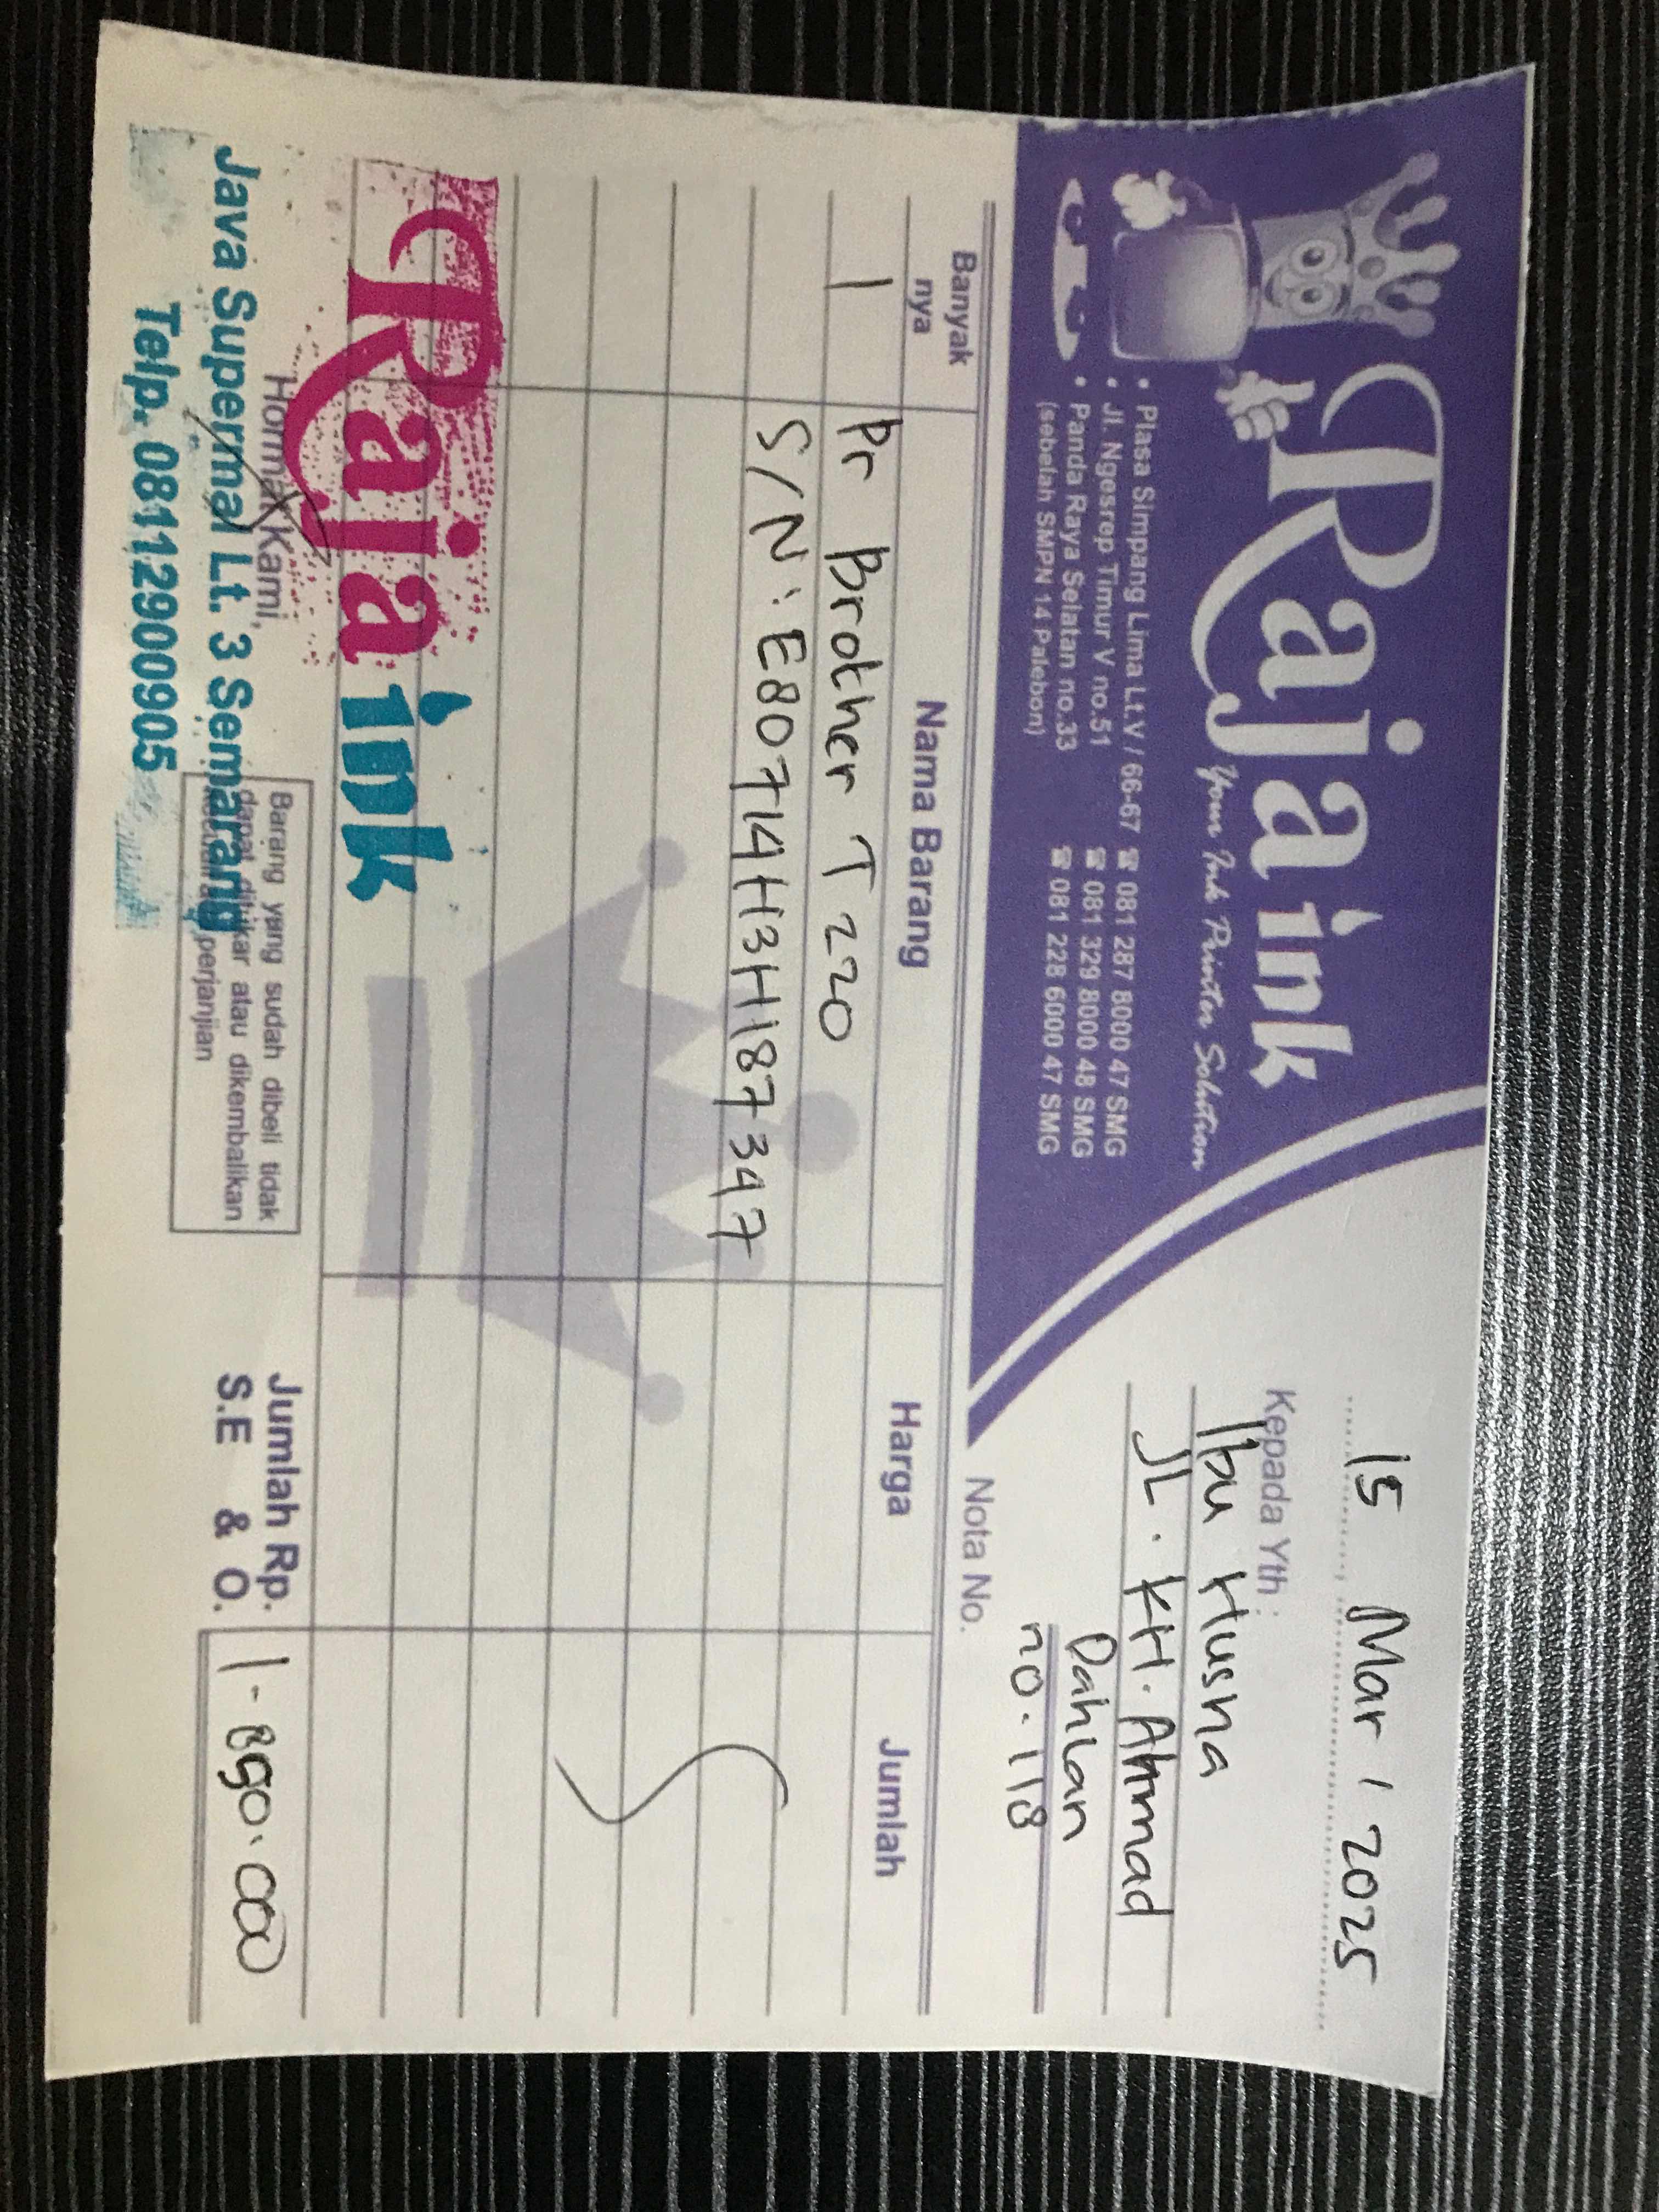 Raja ink
Your Ink Printer Solution
• Plasa Simpang Lima Lt.V / 66-67 ☎ 081 287 8000 47 SMG
• Jl. Ngesrep Timur V no.51 ☎ 081 329 8000 48 SMG
• Panda Raya Selatan no.33 ☎ 081 228 6000 47 SMG
(sebelah SMPN 14 Palebon)
15 Mar, 2025
Kepada Yth :
Ibu Husna
JL. KH. Ahmad
Dahlan
no. 118
Nota No.
Banyak nya Nama Barang Harga Jumlah
1 Pr Brother T220
S/N: E80714H3H187347
Raja ink
Hormat Kami,
Java Supermal Lt. 3 Semarang
Telp. 08112900905
Barang yang sudah dibeli tidak
dapat ditukar atau dikembalikan
perjanjian
Jumlah Rp. 1.890.000
S.E & O.